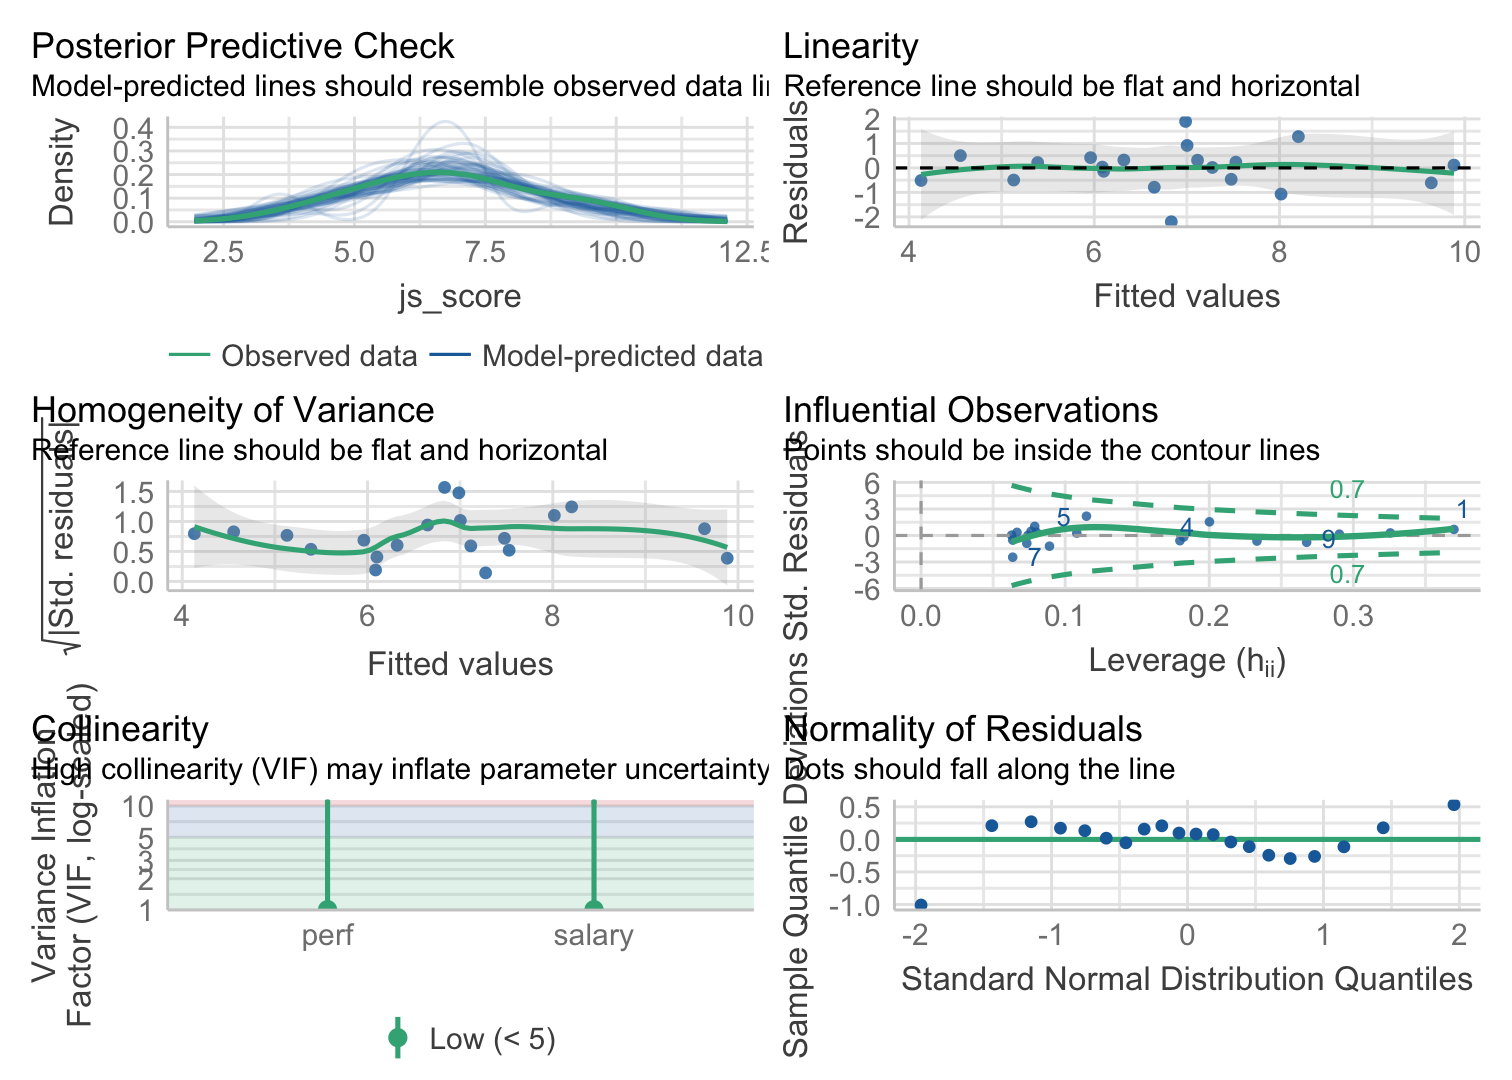 Posterior Predictive Check
Model-predicted lines should resemble observed data li
Density
0.4
0.3
0.2
0.1
0.0
2.5 5.0 7.5 10.0 12.5
js_score
Observed data Model-predicted data
Linearity
Reference line should be flat and horizontal
Residuals
2
1
0
-1
-2
4 6 8 10
Fitted values
Homogeneity of Variance
Reference line should be flat and horizontal
√|Std. residuals|
1.5
1.0
0.5
0.0
4 6 8 10
Fitted values
Influential Observations
Points should be inside the contour lines
Std. Residuals
6
3
0
-3
-6
0.7
1
5
4
9
7
0.7
0.0 0.1 0.2 0.3
Leverage (hii)
Collinearity
High collinearity (VIF) may inflate parameter uncertainty
Variance Inflation
Factor (VIF, log-scaled)
10
5
3
2
1
perf salary
Low (< 5)
Normality of Residuals
Dots should fall along the line
Sample Quantile Deviations
0.5
0.0
-0.5
-1.0
-2 -1 0 1 2
Standard Normal Distribution Quantiles